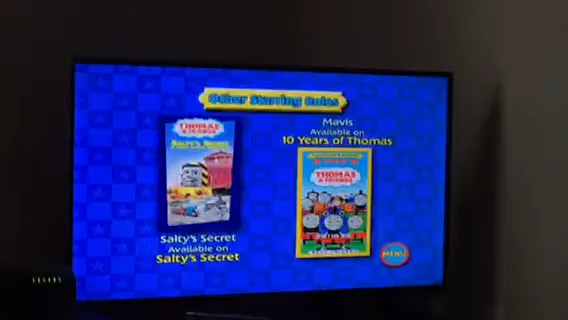 Other Starring Roles
THOMAS
& FRIENDS
Salty's Secret
Salty's Secret
Available on
Salty's Secret
Mavis
Available on
10 Years of Thomas
THOMAS
& FRIENDS
MENU